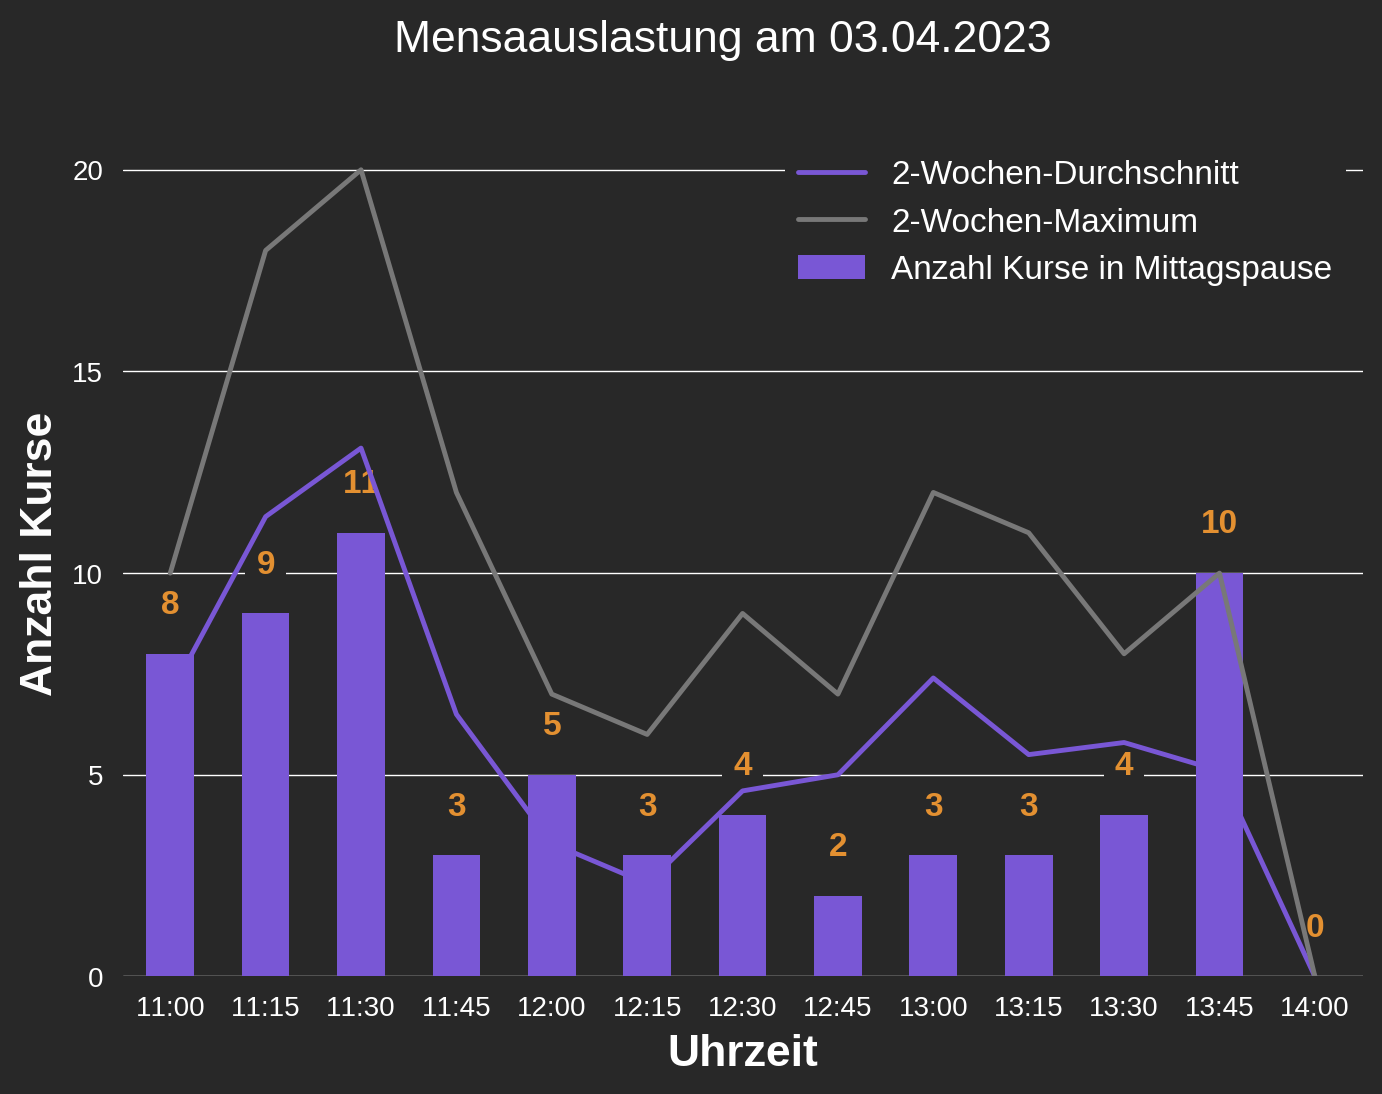 Mensaauslastung am 03.04.2023
2-Wochen-Durchschnitt
2-Wochen-Maximum
Anzahl Kurse in Mittagspause
Anzahl Kurse
20
15
10
5
0
8
9
11
3
5
3
4
2
3
3
4
10
0
11:00 11:15 11:30 11:45 12:00 12:15 12:30 12:45 13:00 13:15 13:30 13:45 14:00
Uhrzeit